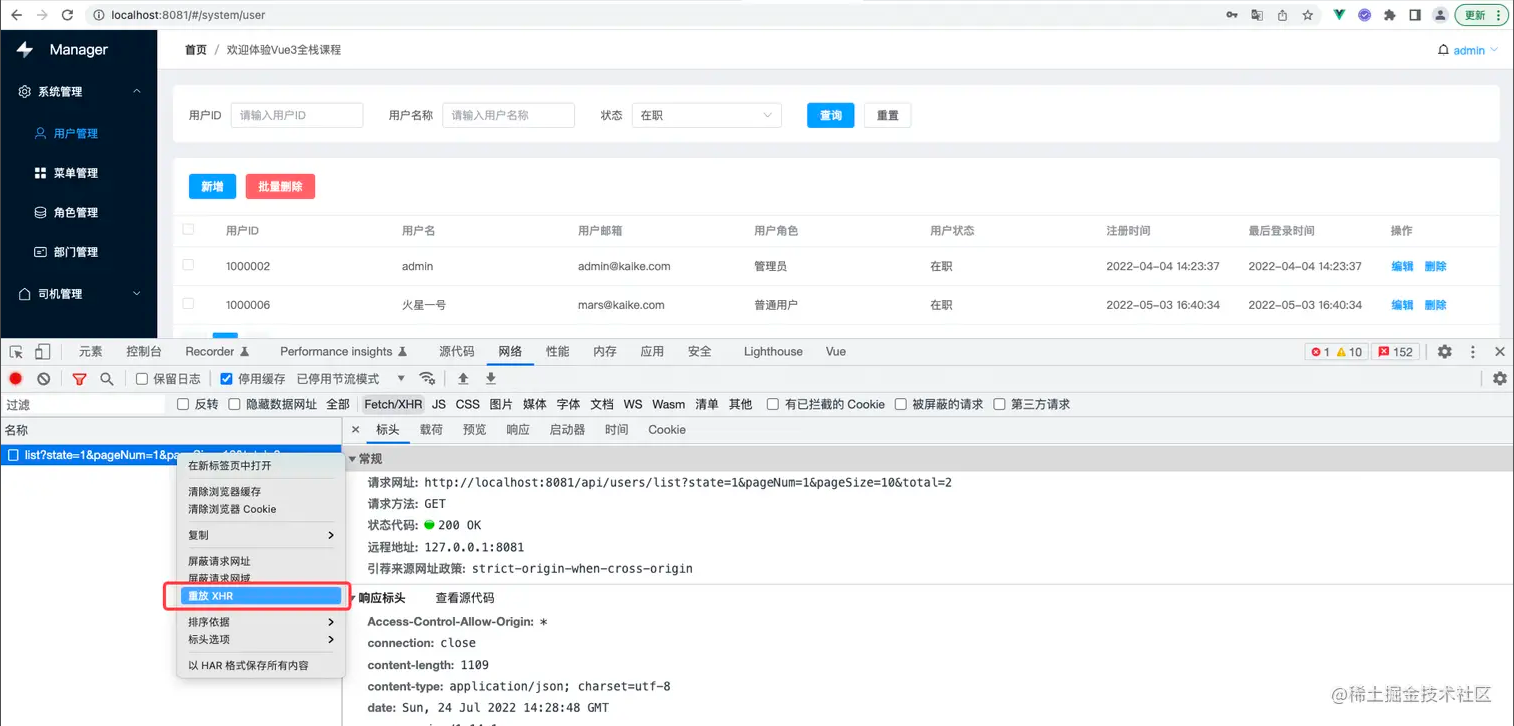 localhost:8081/#/system/user
更新
Manager
首页 / 欢迎体验Vue3全栈课程
admin
系统管理
用户管理
菜单管理
角色管理
部门管理
司机管理
用户ID 请输入用户ID 用户名称 请输入用户名称 状态 在职 查询 重置
新增 批量删除
用户ID 用户名 用户邮箱 用户角色 用户状态 注册时间 最后登录时间 操作
1000002 admin admin@kaike.com 管理员 在职 2022-04-04 14:23:37 2022-04-04 14:23:37 编辑 删除
1000006 火星一号 mars@kaike.com 普通用户 在职 2022-05-03 16:40:34 2022-05-03 16:40:34 编辑 删除
元素 控制台 Recorder Performance insights 源代码 网络 性能 内存 应用 安全 Lighthouse Vue 1 10 152
保留日志 停用缓存 已停用节流模式
过滤 反转 隐藏数据网址 全部 Fetch/XHR JS CSS 图片 媒体 字体 文档 WS Wasm 清单 其他 有已拦截的 Cookie 被屏蔽的请求 第三方请求
名称
list?state=1&pageNum=1&
在新标签页中打开
清除浏览器缓存
清除浏览器 Cookie
复制
屏蔽请求网址
屏蔽请求网域
重放 XHR
排序依据
标头选项
以 HAR 格式保存所有内容
标头 载荷 预览 响应 启动器 时间 Cookie
常规
请求网址: http://localhost:8081/api/users/list?state=1&pageNum=1&pageSize=10&total=2
请求方法: GET
状态代码: 200 OK
远程地址: 127.0.0.1:8081
引荐来源网址政策: strict-origin-when-cross-origin
响应标头 查看源代码
Access-Control-Allow-Origin: *
connection: close
content-length: 1109
content-type: application/json; charset=utf-8
date: Sun, 24 Jul 2022 14:28:48 GMT
@稀土掘金技术社区